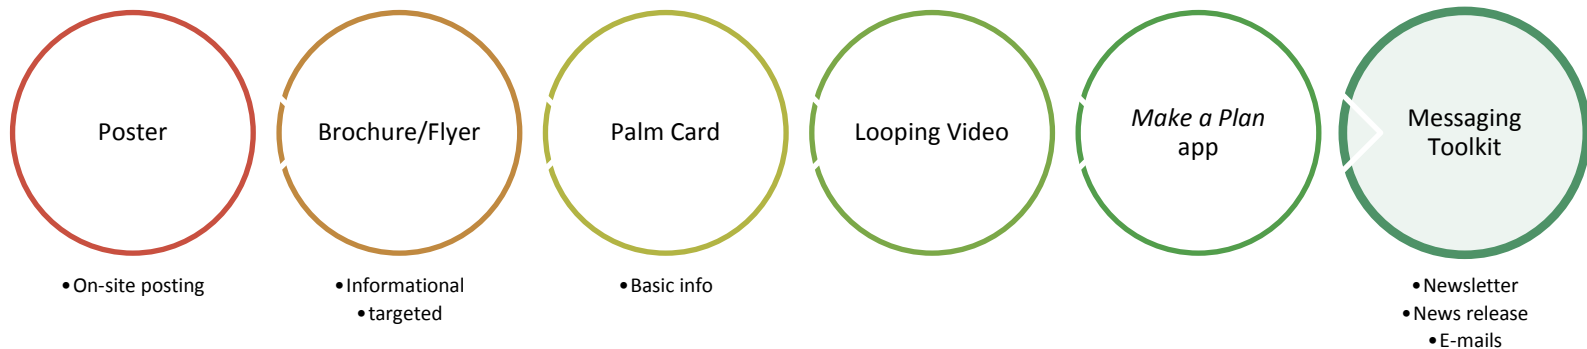 Poster
• On-site posting
Brochure/Flyer
• Informational
• targeted
Palm Card
• Basic info
Looping Video
Make a Plan
app
Messaging
Toolkit
• Newsletter
• News release
• E-mails